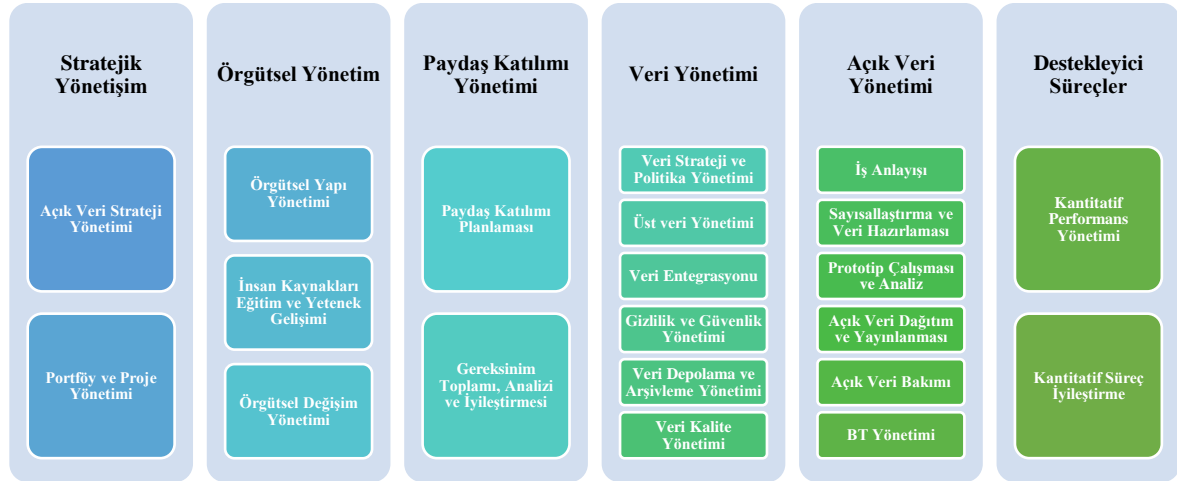 Stratejik
Yönetişim
Açık Veri Strateji
Yönetimi
Portföy ve Proje
Yönetimi
Örgütsel Yönetim
Örgütsel Yapı
Yönetimi
İnsan Kaynakları
Eğitim ve Yetenek
Gelişimi
Örgütsel Değişim
Yönetimi
Paydaş Katılımı
Yönetimi
Paydaş Katılımı
Planlaması
Gereksinim
Toplamı, Analizi
ve İyileştirmesi
Veri Yönetimi
Veri Strateji ve
Politika Yönetimi
Üst veri Yönetimi
Veri Entegrasyonu
Gizlilik ve Güvenlik
Yönetimi
Veri Depolama ve
Arşivleme Yönetimi
Veri Kalite
Yönetimi
Açık Veri
Yönetimi
İş Anlayışı
Sayısallaştırma ve
Veri Hazırlaması
Prototip Çalışması
ve Analiz
Açık Veri Dağıtım
ve Yayınlanması
Açık Veri Bakımı
BT Yönetimi
Destekleyici
Süreçler
Kantitatif
Performans
Yönetimi
Kantitatif Süreç
İyileştirme